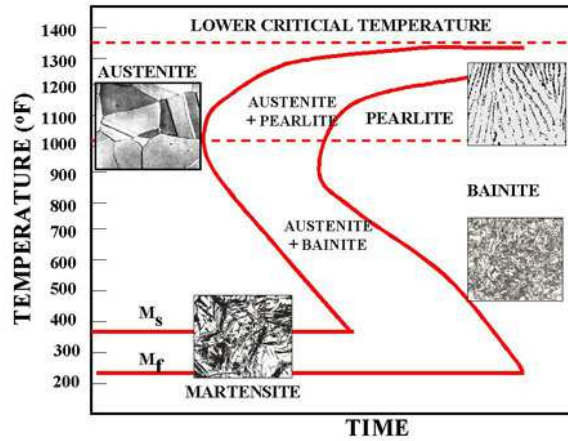 LOWER CRITICIAL TEMPERATURE
1400
AUSTENITE
1300
1200
AUSTENITE
+ PEARLITE
PEARLITE
1100
1000
900
BAINITE
800
AUSTENITE
+ BAINITE
700
600
500
400
Ms
300
Mf
200
MARTENSITE
TEMPERATURE (ºF)
TIME